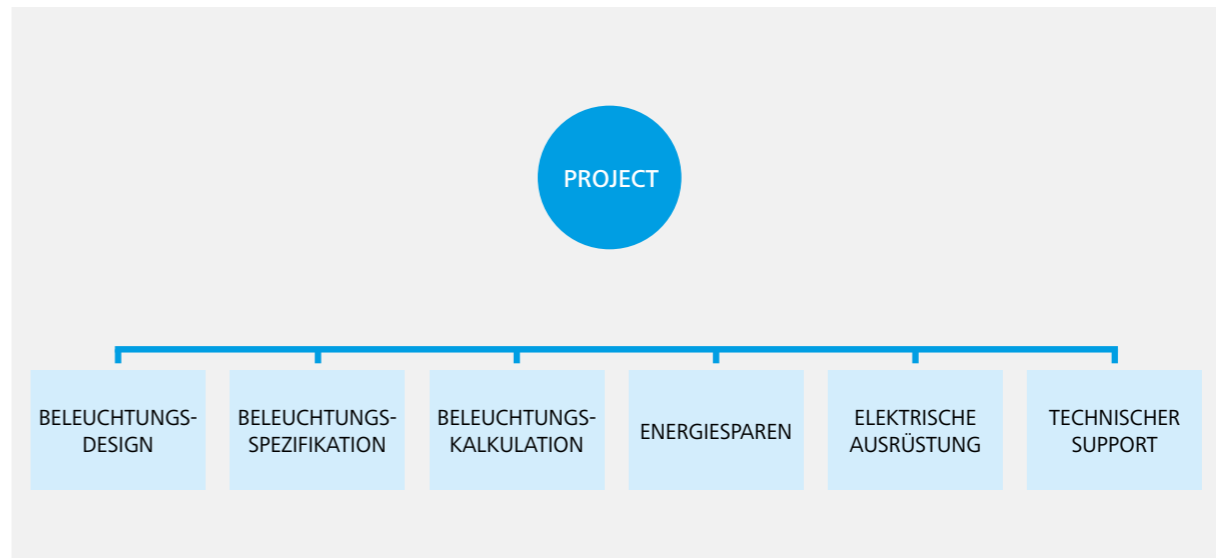 PROJECT
BELEUCHTUNGS-
DESIGN
BELEUCHTUNGS-
SPEZIFIKATION
BELEUCHTUNGS-
KALKULATION
ENERGIESPAREN
ELEKTRISCHE
AUSRÜSTUNG
TECHNISCHER
SUPPORT